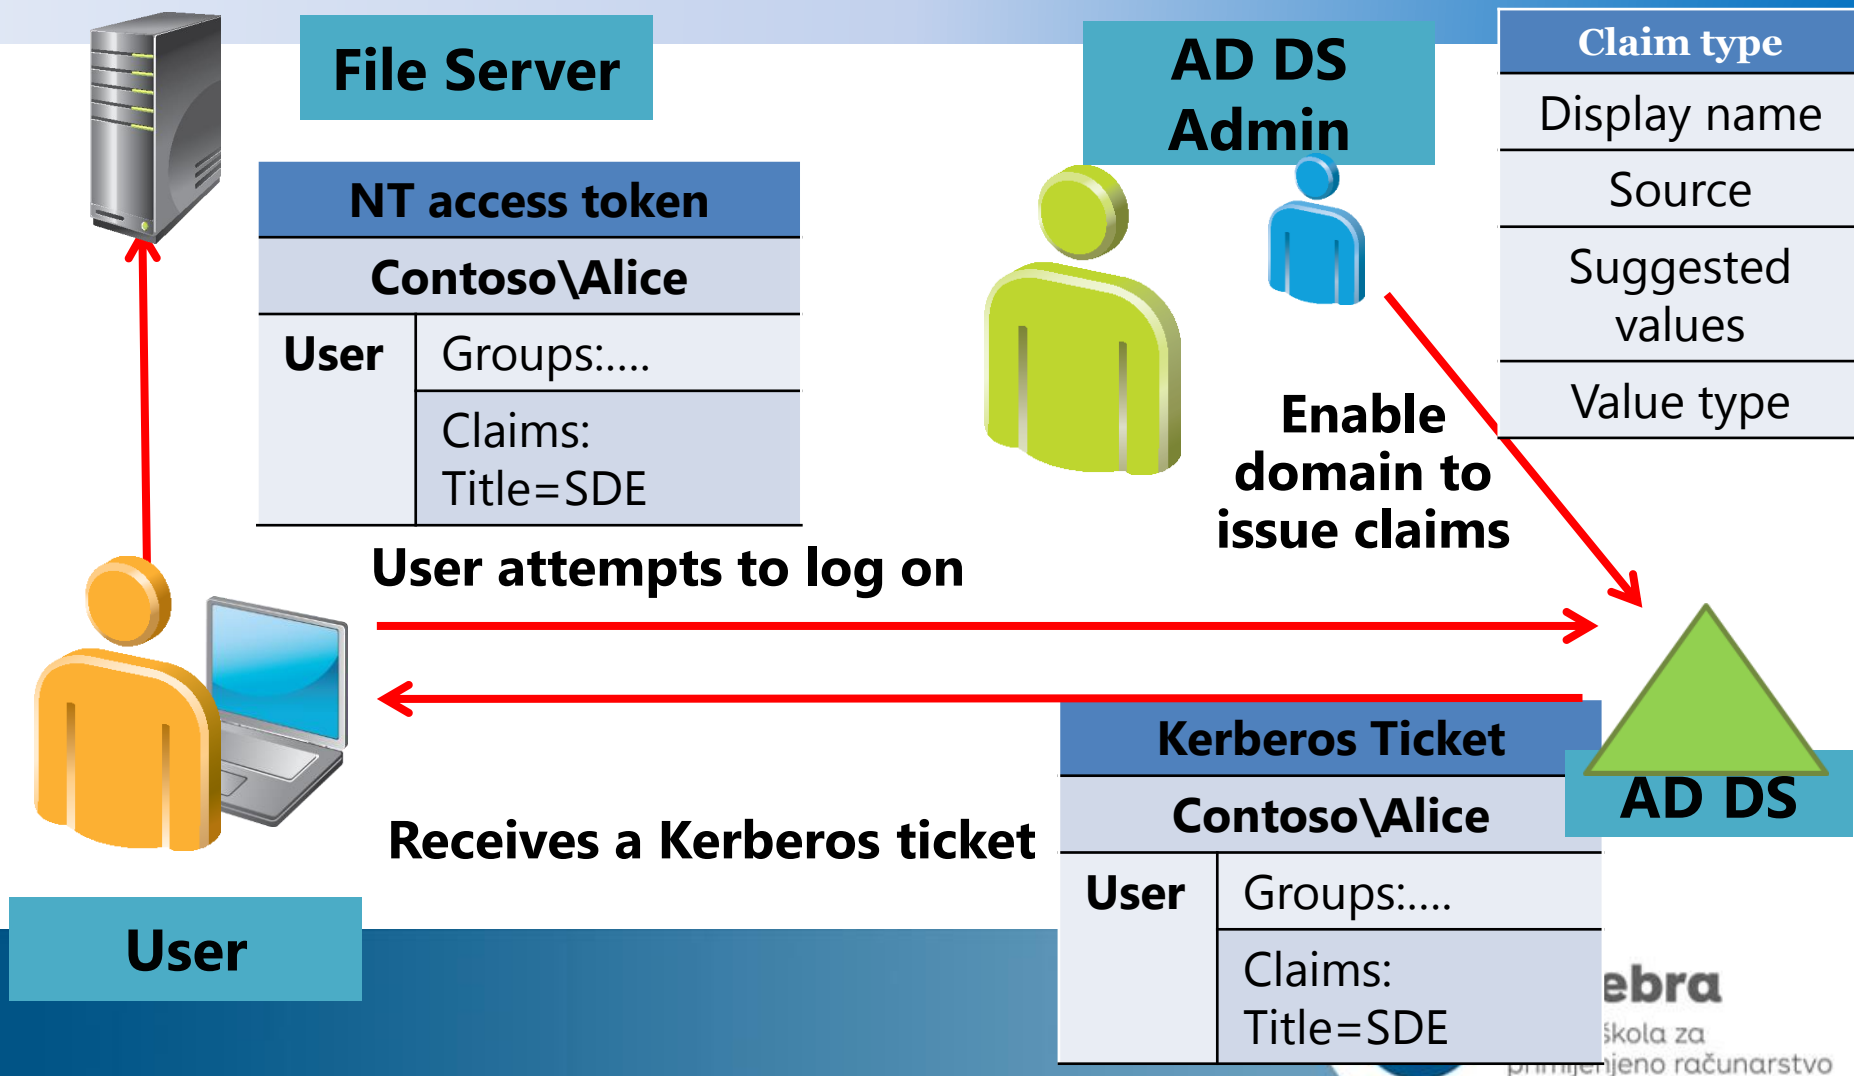 File Server
AD DS
Admin
Claim type
Display name
Source
Suggested
values
Value type
NT access token
Contoso\Alice
User
Groups:....
Claims:
Title=SDE
Enable
domain to
issue claims
User attempts to log on
Receives a Kerberos ticket
Kerberos Ticket
Contoso\Alice
User
Groups:....
Claims:
Title=SDE
AD DS
User
ebra
škola za
računarstvo